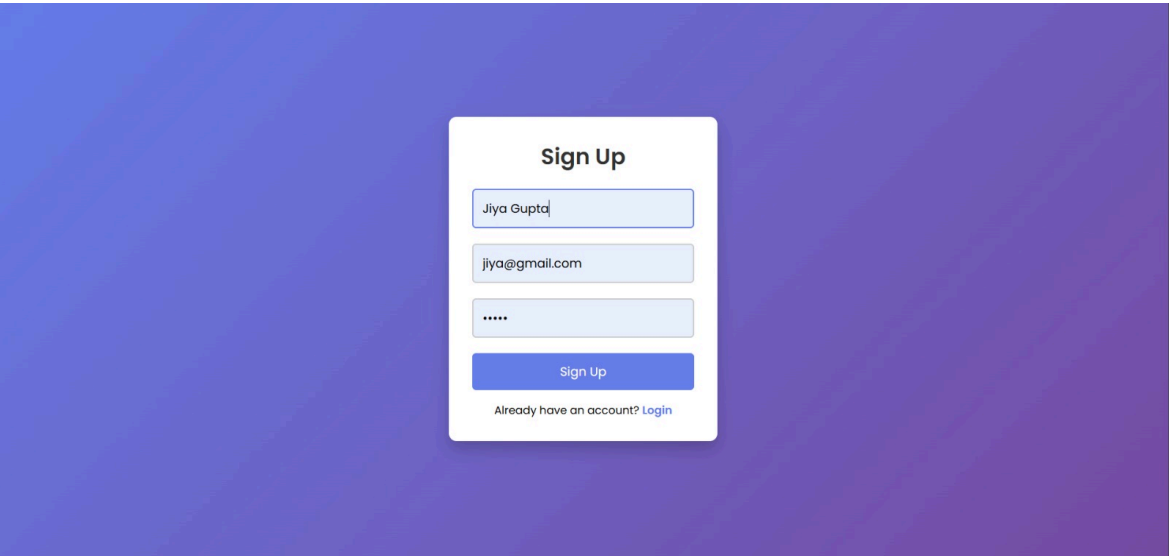 Sign Up
Jiya Gupta
jiya@gmail.com
•••••
Sign Up
Already have an account? Login